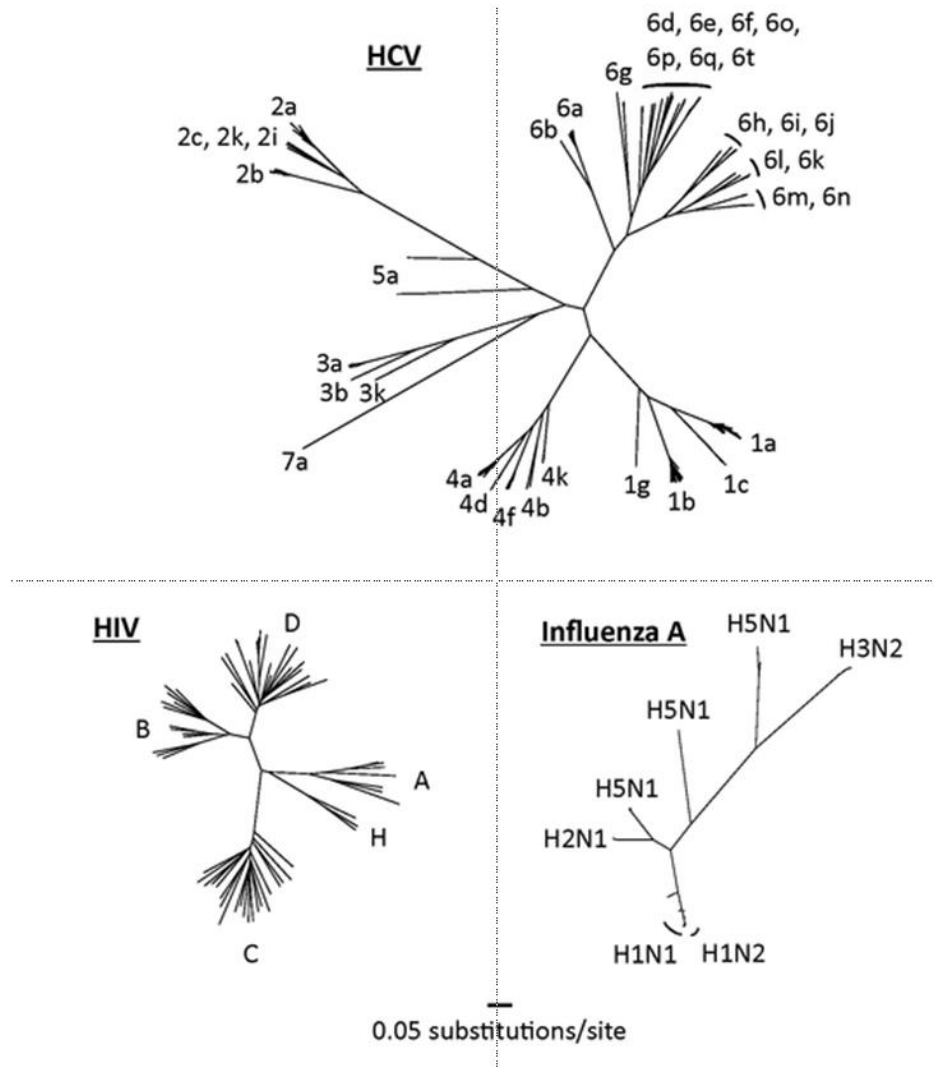 HCV
6d, 6e, 6f, 6o,
6p, 6q, 6t
6g
6a
6b
6h, 6i, 6j
6l, 6k
6m, 6n
2a
2c, 2k, 2i
2b
5a
3a
3b 3k
7a
4a
4d
4f
4b
4k
1g
1b
1c
1a
HIV
D
B
A
H
C
Influenza A
H5N1
H3N2
H5N1
H5N1
H2N1
H1N1 H1N2
0.05 substitutions/site